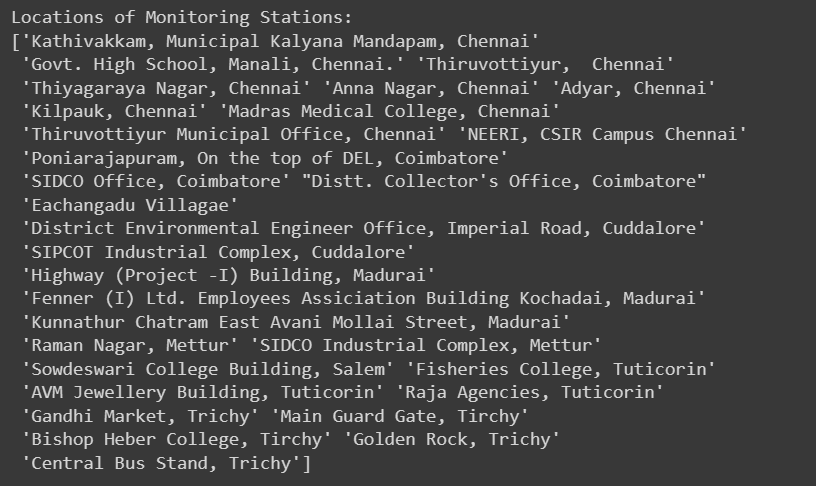 Locations of Monitoring Stations:
['Kathivakkam, Municipal Kalyana Mandapam, Chennai'
'Govt. High School, Manali, Chennai.' 'Thiruvottiyur,  Chennai'
'Thiyagaraya Nagar, Chennai' 'Anna Nagar, Chennai' 'Adyar, Chennai'
'Kilpauk, Chennai' 'Madras Medical College, Chennai'
'Thiruvottiyur Municipal Office, Chennai' 'NEERI, CSIR Campus Chennai'
'Poniarajapuram, On the top of DEL, Coimbatore'
'SIDCO Office, Coimbatore' "Distt. Collector's Office, Coimbatore"
'Eachangadu Villagae'
'District Environmental Engineer Office, Imperial Road, Cuddalore'
'SIPCOT Industrial Complex, Cuddalore'
'Highway (Project -I) Building, Madurai'
'Fenner (I) Ltd. Employees Assiciation Building Kochadai, Madurai'
'Kunnathur Chatram East Avani Mollai Street, Madurai'
'Raman Nagar, Mettur' 'SIDCO Industrial Complex, Mettur'
'Sowdeswari College Building, Salem' 'Fisheries College, Tuticorin'
'AVM Jewellery Building, Tuticorin' 'Raja Agencies, Tuticorin'
'Gandhi Market, Trichy' 'Main Guard Gate, Tirchy'
'Bishop Heber College, Tirchy' 'Golden Rock, Trichy'
'Central Bus Stand, Trichy']